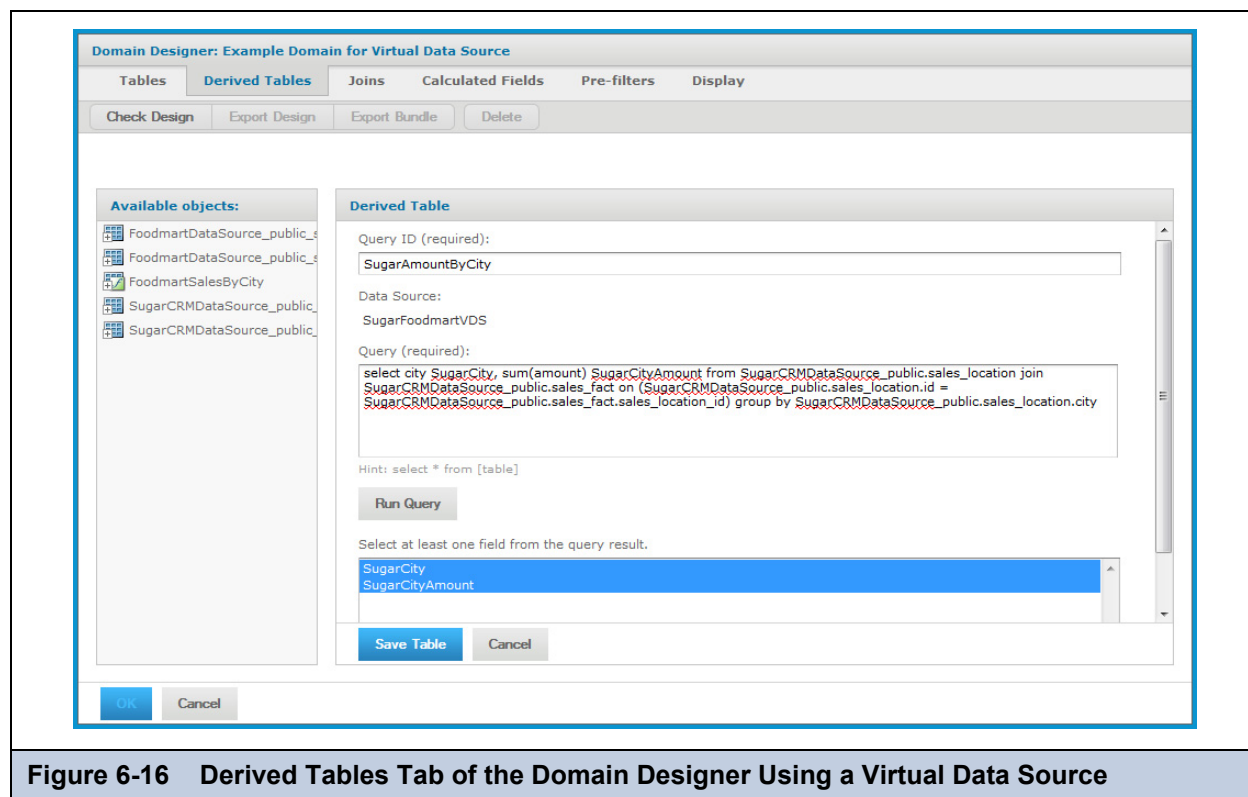 Domain Designer: Example Domain for Virtual Data Source
Tables Derived Tables Joins Calculated Fields Pre-filters Display
Check Design Export Design Export Bundle Delete
Available objects:
FoodmartDataSource_public_s
FoodmartDataSource_public_s
FoodmartSalesByCity
SugarCRMDataSource_public_
SugarCRMDataSource_public_
Derived Table
Query ID (required):
SugarAmountByCity
Data Source:
SugarFoodmartVDS
Query (required):
select city SugarCity, sum(amount) SugarCityAmount from SugarCRMDataSource_public.sales_location join
SugarCRMDataSource_public.sales_fact on (SugarCRMDataSource_public.sales_location.id =
SugarCRMDataSource_public.sales_fact.sales_location_id) group by SugarCRMDataSource_public.sales_location.city
Hint: select * from [table]
Run Query
Select at least one field from the query result.
SugarCity
SugarCityAmount
Save Table Cancel
OK Cancel
Figure 6-16 Derived Tables Tab of the Domain Designer Using a Virtual Data Source